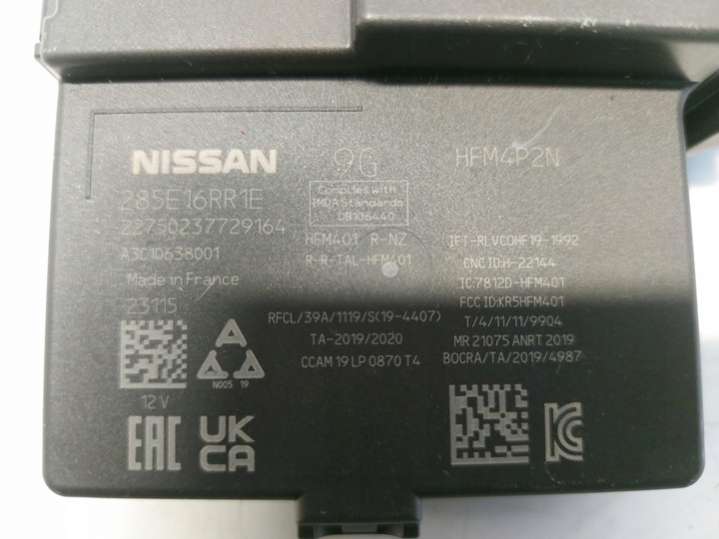 NISSAN
285E16RR1E
22750237729164
A3C10638001
Made in France
23115
12 V
9G
Complies with
IMDA Standards
DB106440
HFM401 R-NZ
R-R-TAL-HFM401
RFCL/39A/1119/S(19-4407)
TA-2019/2020
CCAM 19 LP 0870 T4
N005 19
EAC
UK
CA
HFM4P2N
IFT-RLVCOHF19-1992
CNC ID:H-22144
IC:7812D-HFM401
FCC ID:KR5HFM401
T/4/11/11/9904
MR 21075 ANRT 2019
BOCRA/TA/2019/4987